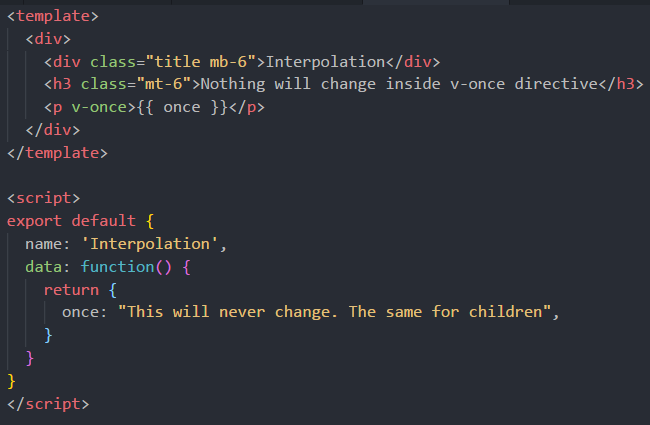 <template>
  <div>
    <div class="title mb-6">Interpolation</div>
    <h3 class="mt-6">Nothing will change inside v-once directive</h3>
    <p v-once>{{ once }}</p>
  </div>
</template>

<script>
export default {
  name: 'Interpolation',
  data: function() {
    return {
      once: "This will never change. The same for children",
    }
  }
}
</script>